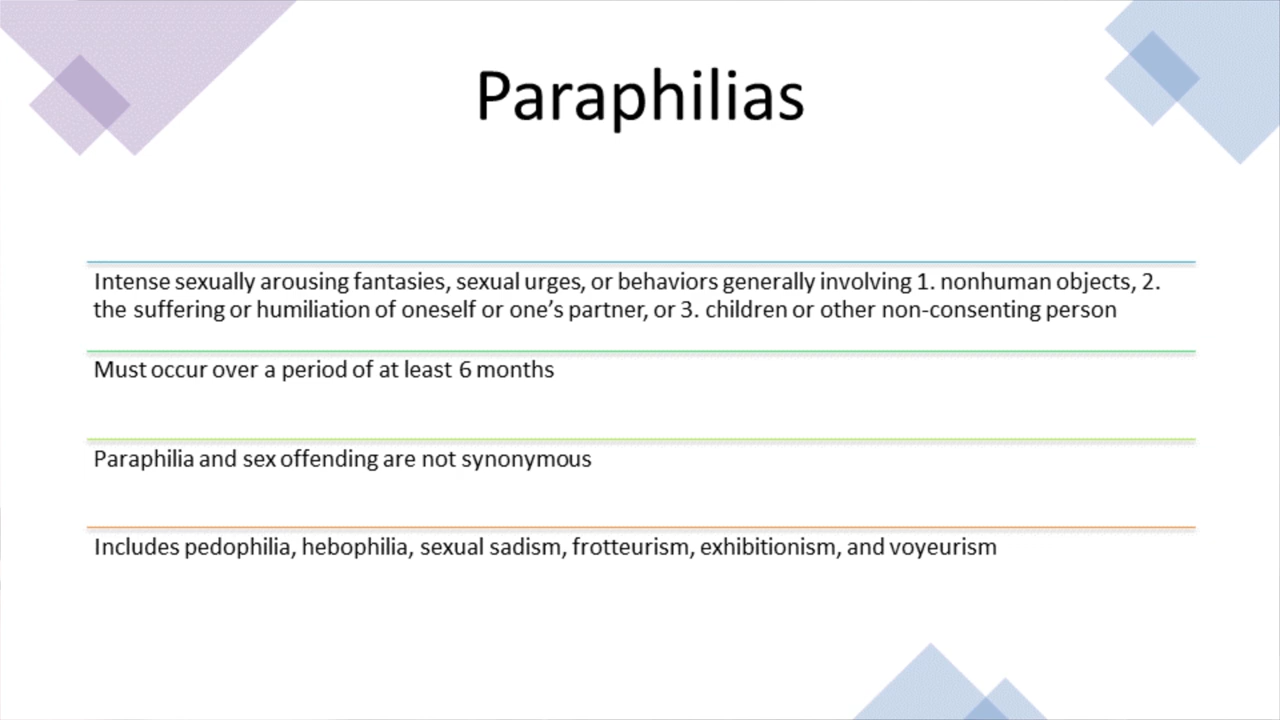 Paraphilias
Intense sexually arousing fantasies, sexual urges, or behaviors generally involving 1. nonhuman objects, 2.
the suffering or humiliation of oneself or one’s partner, or 3. children or other non-consenting person
Must occur over a period of at least 6 months
Paraphilia and sex offending are not synonymous
Includes pedophilia, hebophilia, sexual sadism, frotteurism, exhibitionism, and voyeurism